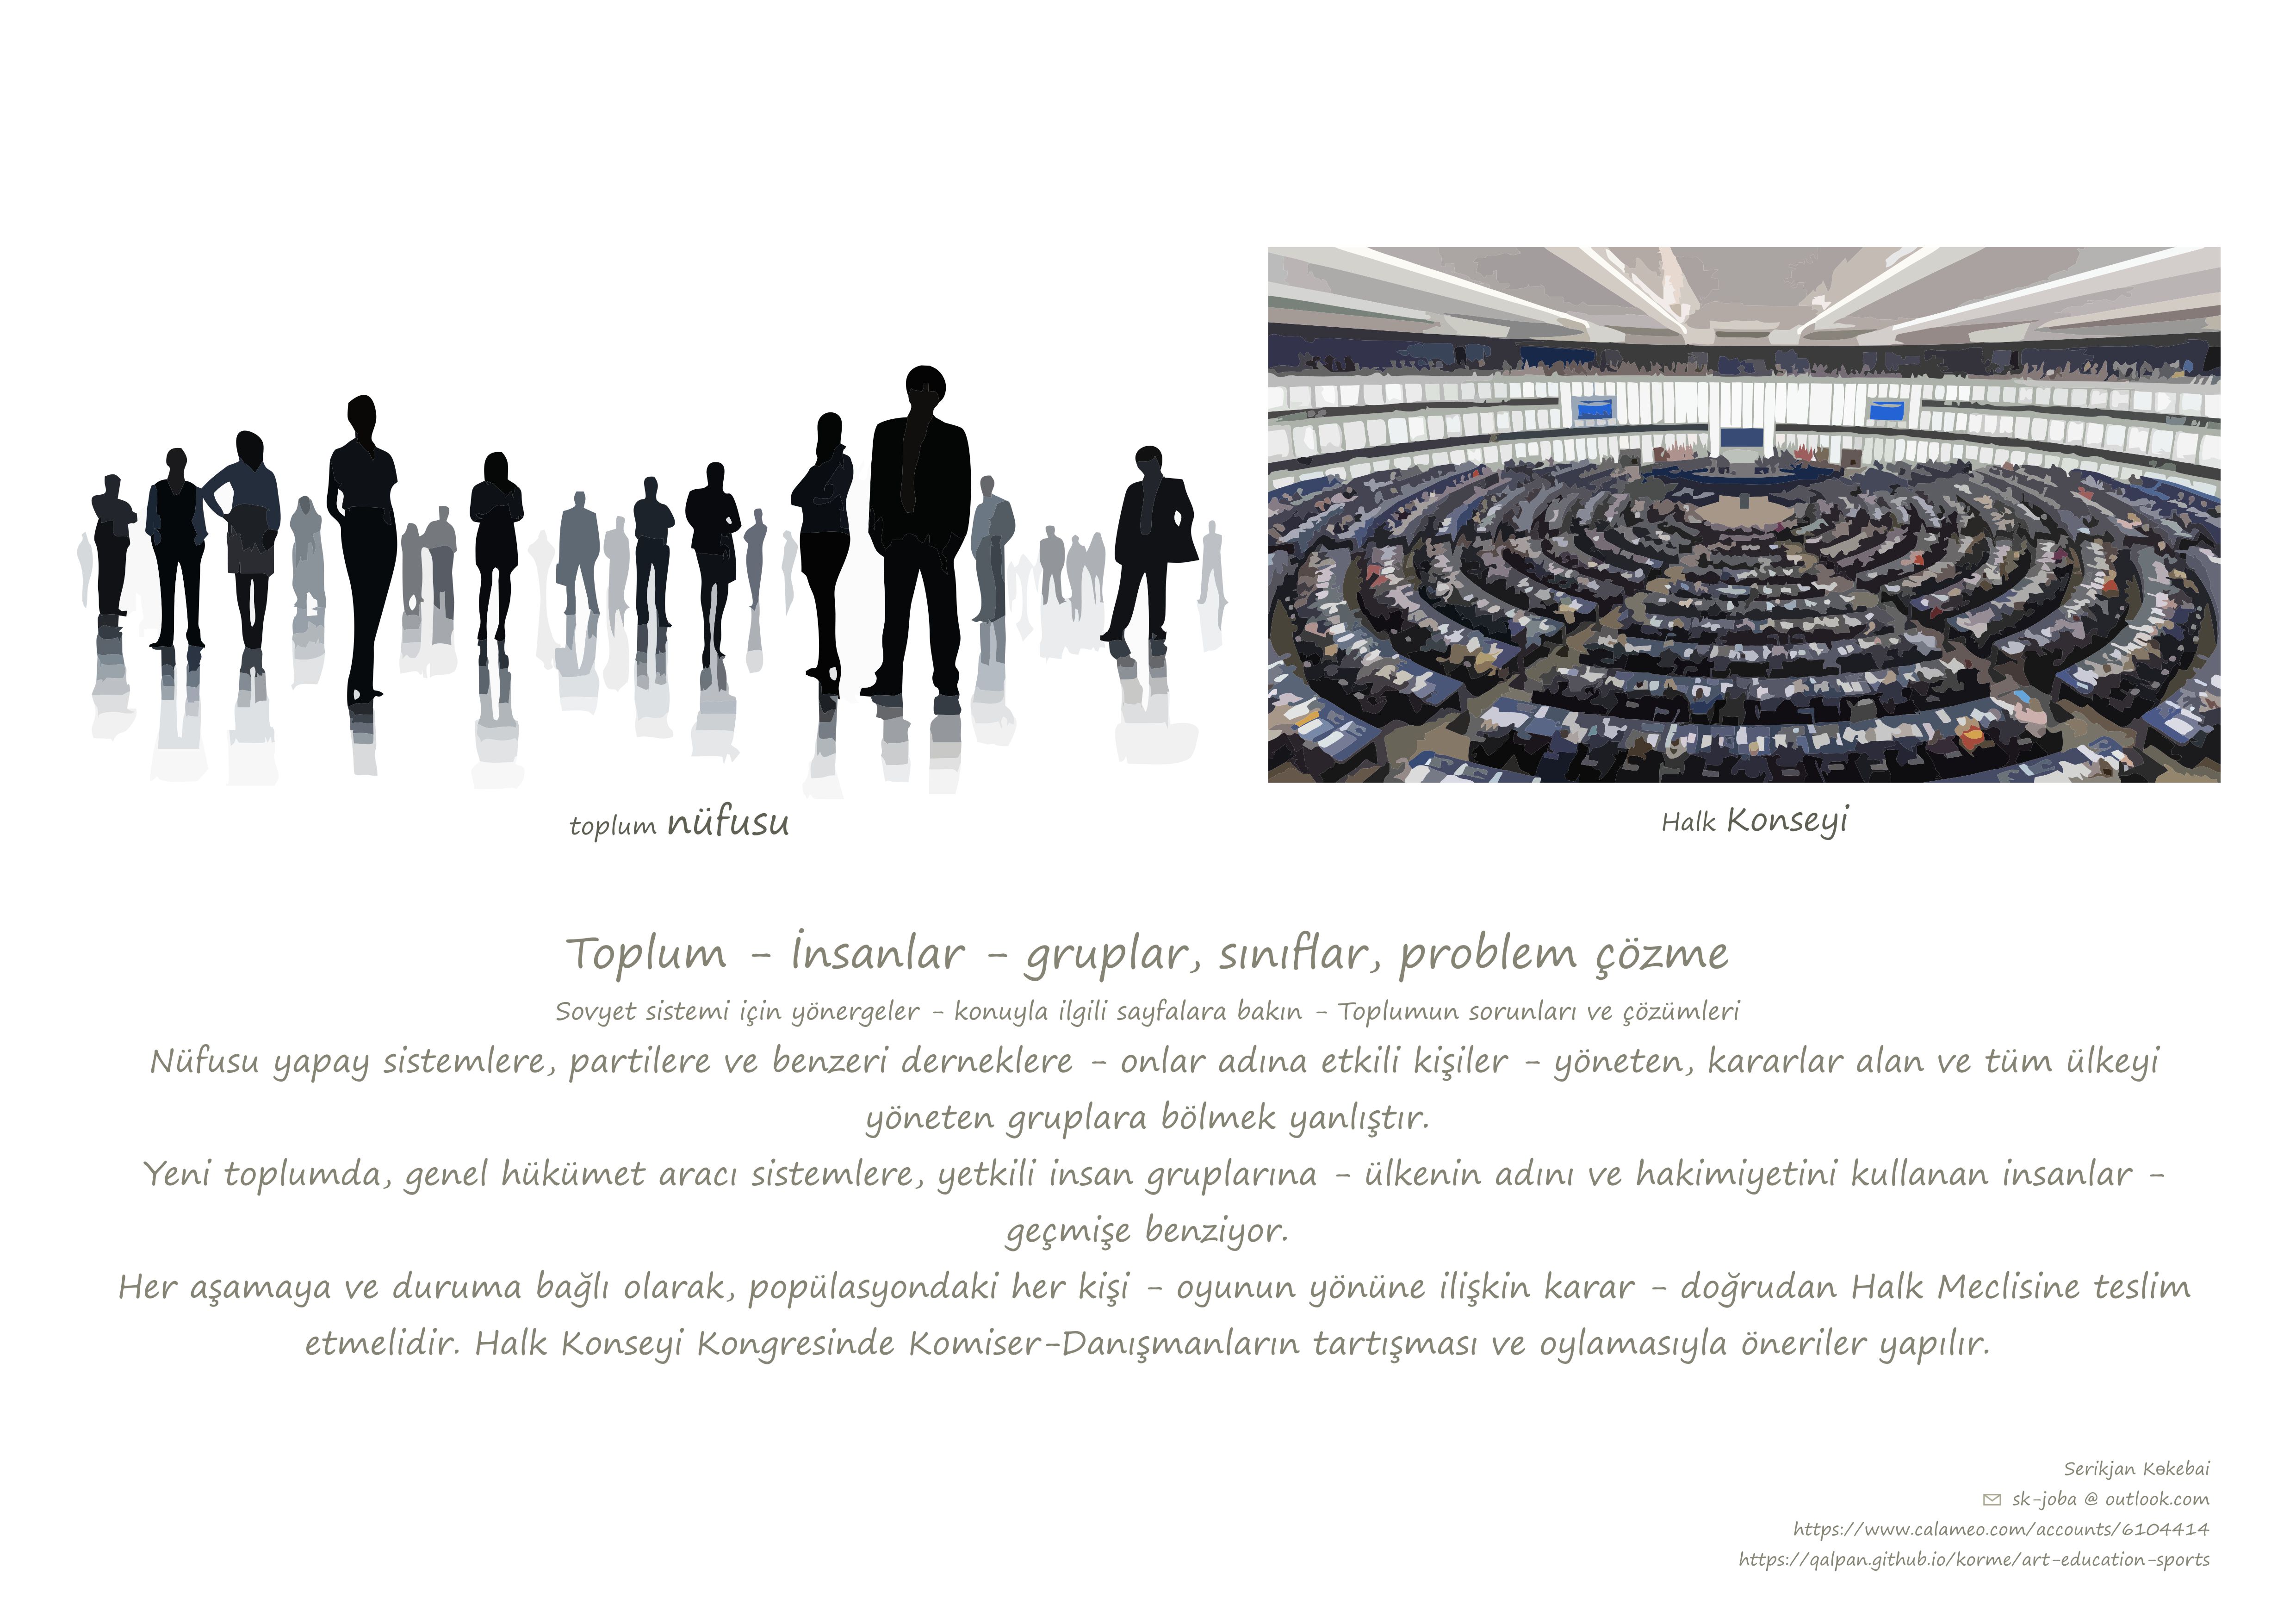 toplum nüfusu
Halk Konseyi
Toplum - İnsanlar - gruplar, sınıflar, problem çözme
Sovyet sistemi için yönergeler - konuyla ilgili sayfalara bakın - Toplumun sorunları ve çözümleri
Nüfusu yapay sistemlere, partilere ve benzeri derneklere - onlar adına etkili kişiler - yöneten, kararlar alan ve tüm ülkeyi
yöneten gruplara bölmek yanlıştır.
Yeni toplumda, genel hükümet aracı sistemlere, yetkili insan gruplarına - ülkenin adını ve hakimiyetini kullanan insanlar -
geçmişe benziyor.
Her aşamaya ve duruma bağlı olarak, popülasyondaki her kişi - oyunun yönüne ilişkin karar - doğrudan Halk Meclisine teslim
etmelidir. Halk Konseyi Kongresinde Komiser-Danışmanların tartışması ve oylamasıyla öneriler yapılır.
Serikjan Kөkebai
sk-joba @ outlook.com
https://www.calameo.com/accounts/6104414
https://qalpan.github.io/korme/art-education-sports